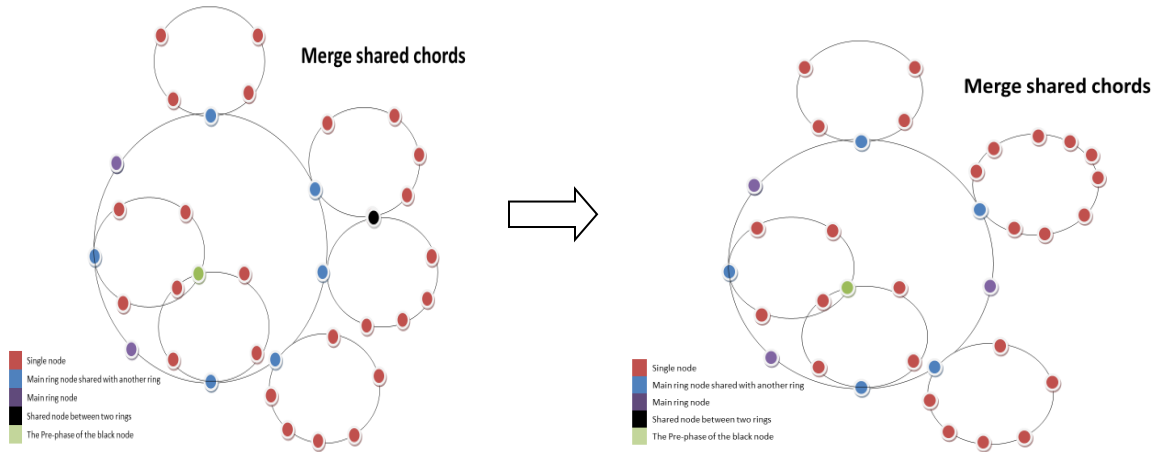 Merge shared chords
Single node
Main ring node shared with another ring
Main ring node
Shared node between two rings
The Pre-phase of the black node
Merge shared chords
Single node
Main ring node shared with another ring
Main ring node
Shared node between two rings
The Pre-phase of the black node